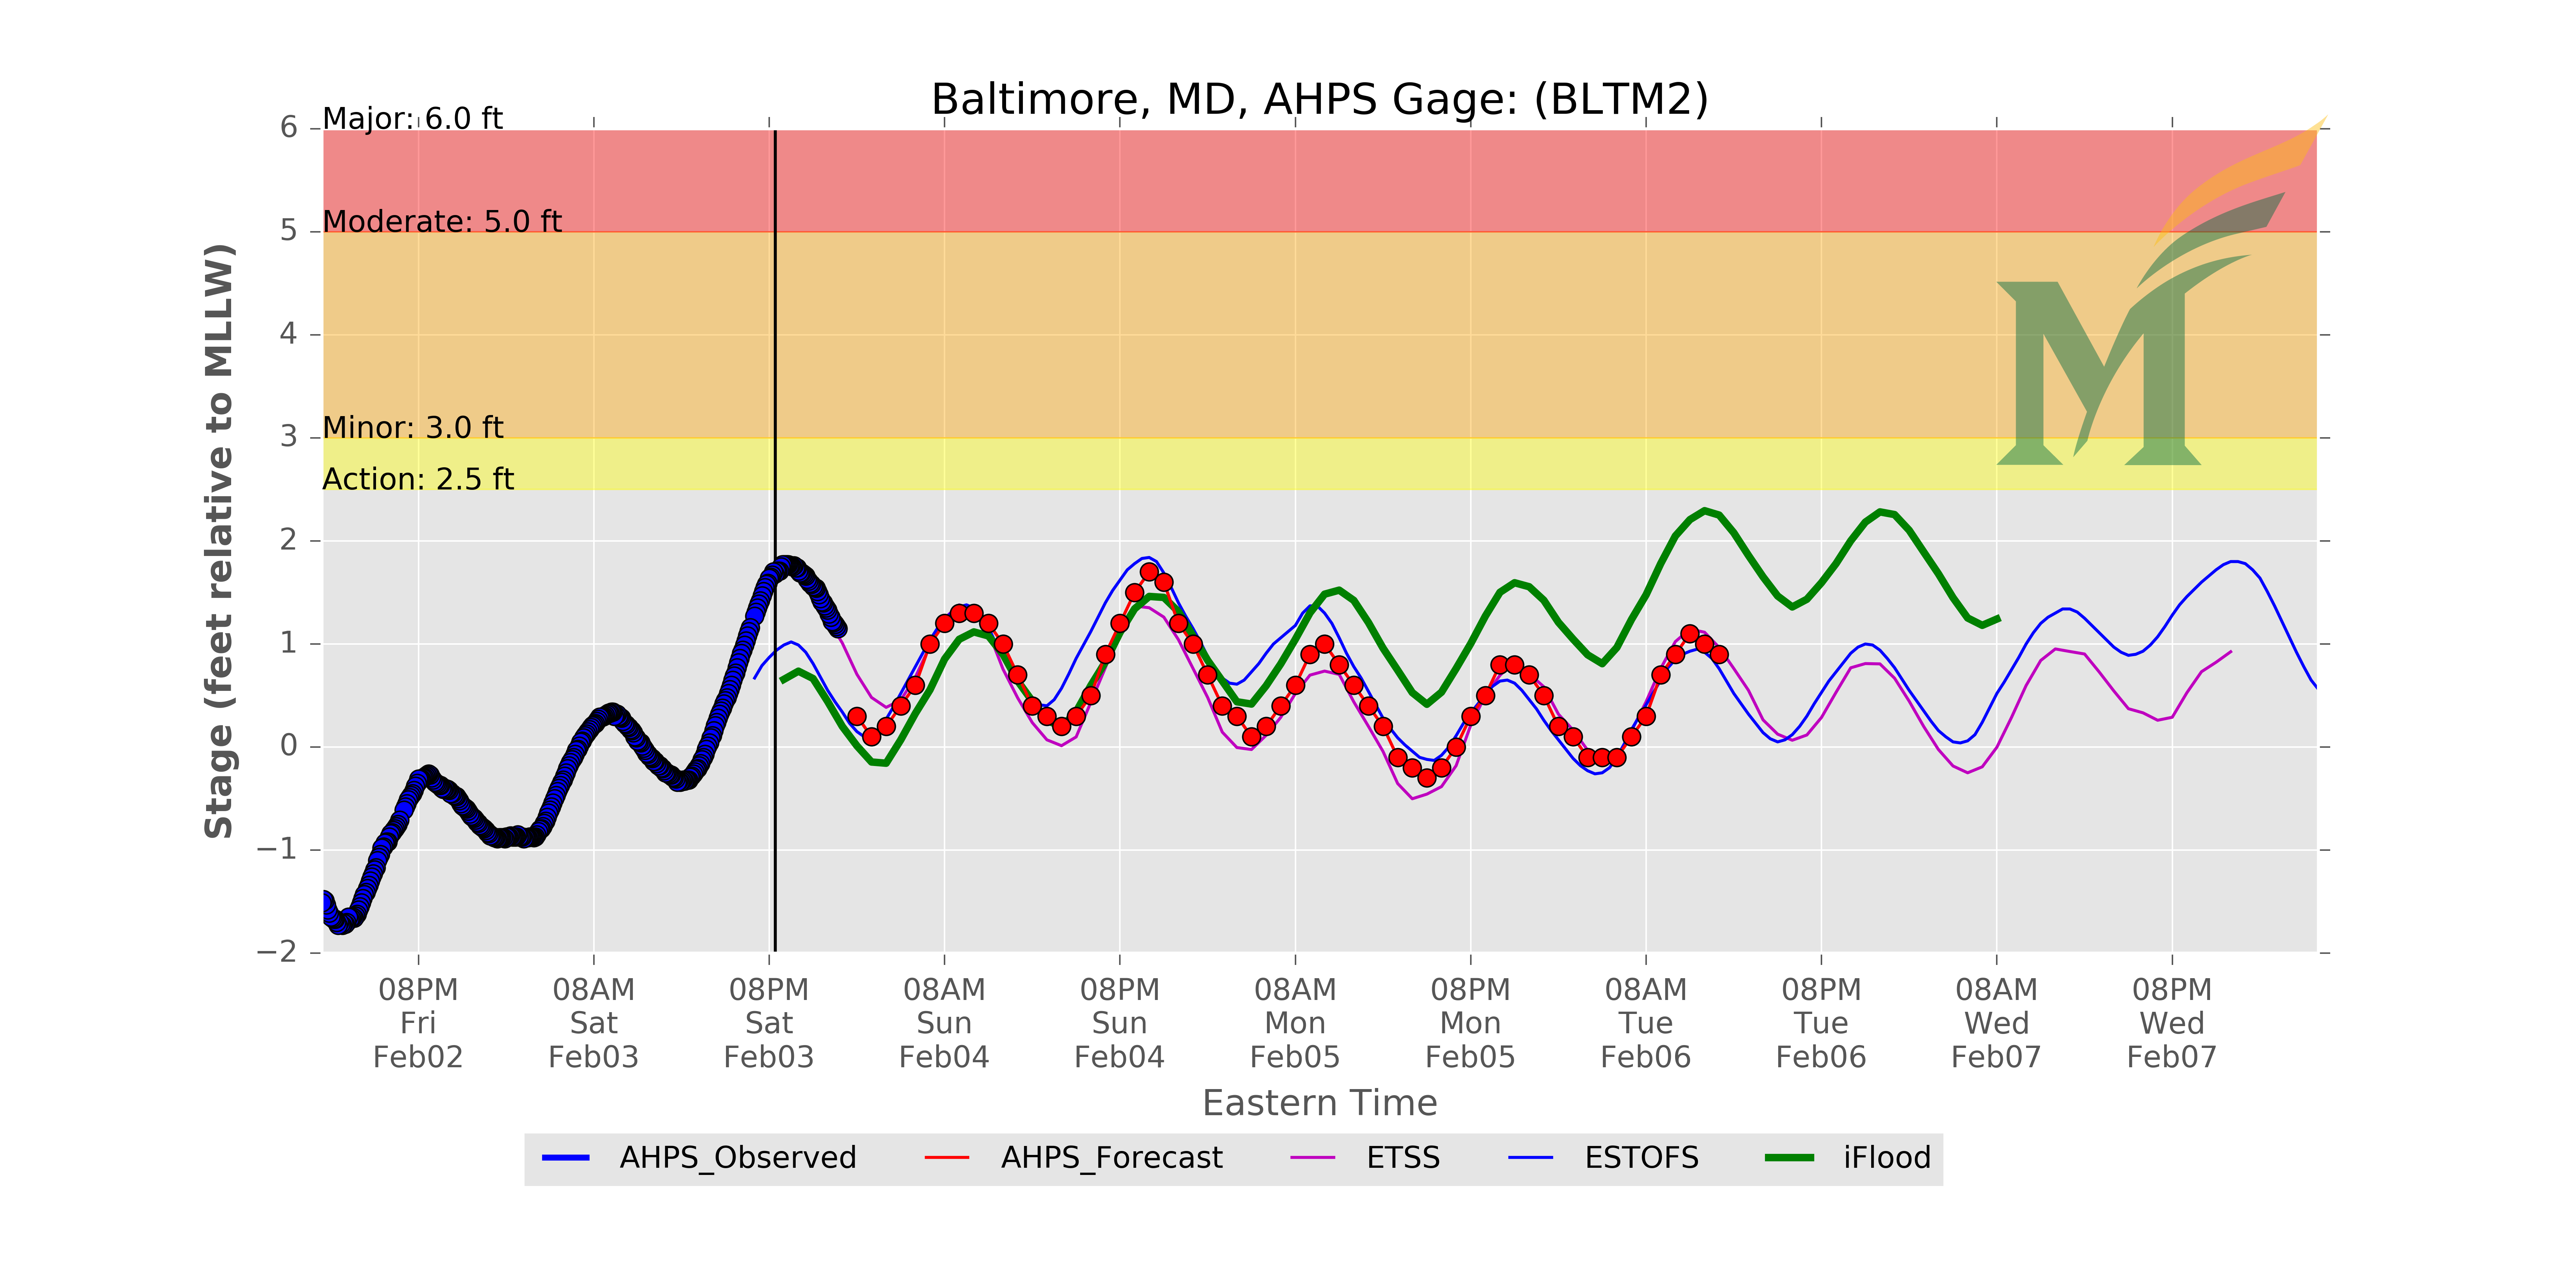 Baltimore, MD, AHPS Gage: (BLTM2)
Major: 6.0 ft
Moderate: 5.0 ft
Minor: 3.0 ft
Action: 2.5 ft
Stage (feet relative to MLLW)
6
5
4
3
2
1
0
−1
−2
08PM
Fri
Feb02
08AM
Sat
Feb03
08PM
Sat
Feb03
08AM
Sun
Feb04
08PM
Sun
Feb04
08AM
Mon
Feb05
08PM
Mon
Feb05
08AM
Tue
Feb06
08PM
Tue
Feb06
08AM
Wed
Feb07
08PM
Wed
Feb07
Eastern Time
AHPS_Observed
AHPS_Forecast
ETSS
ESTOFS
iFlood
M